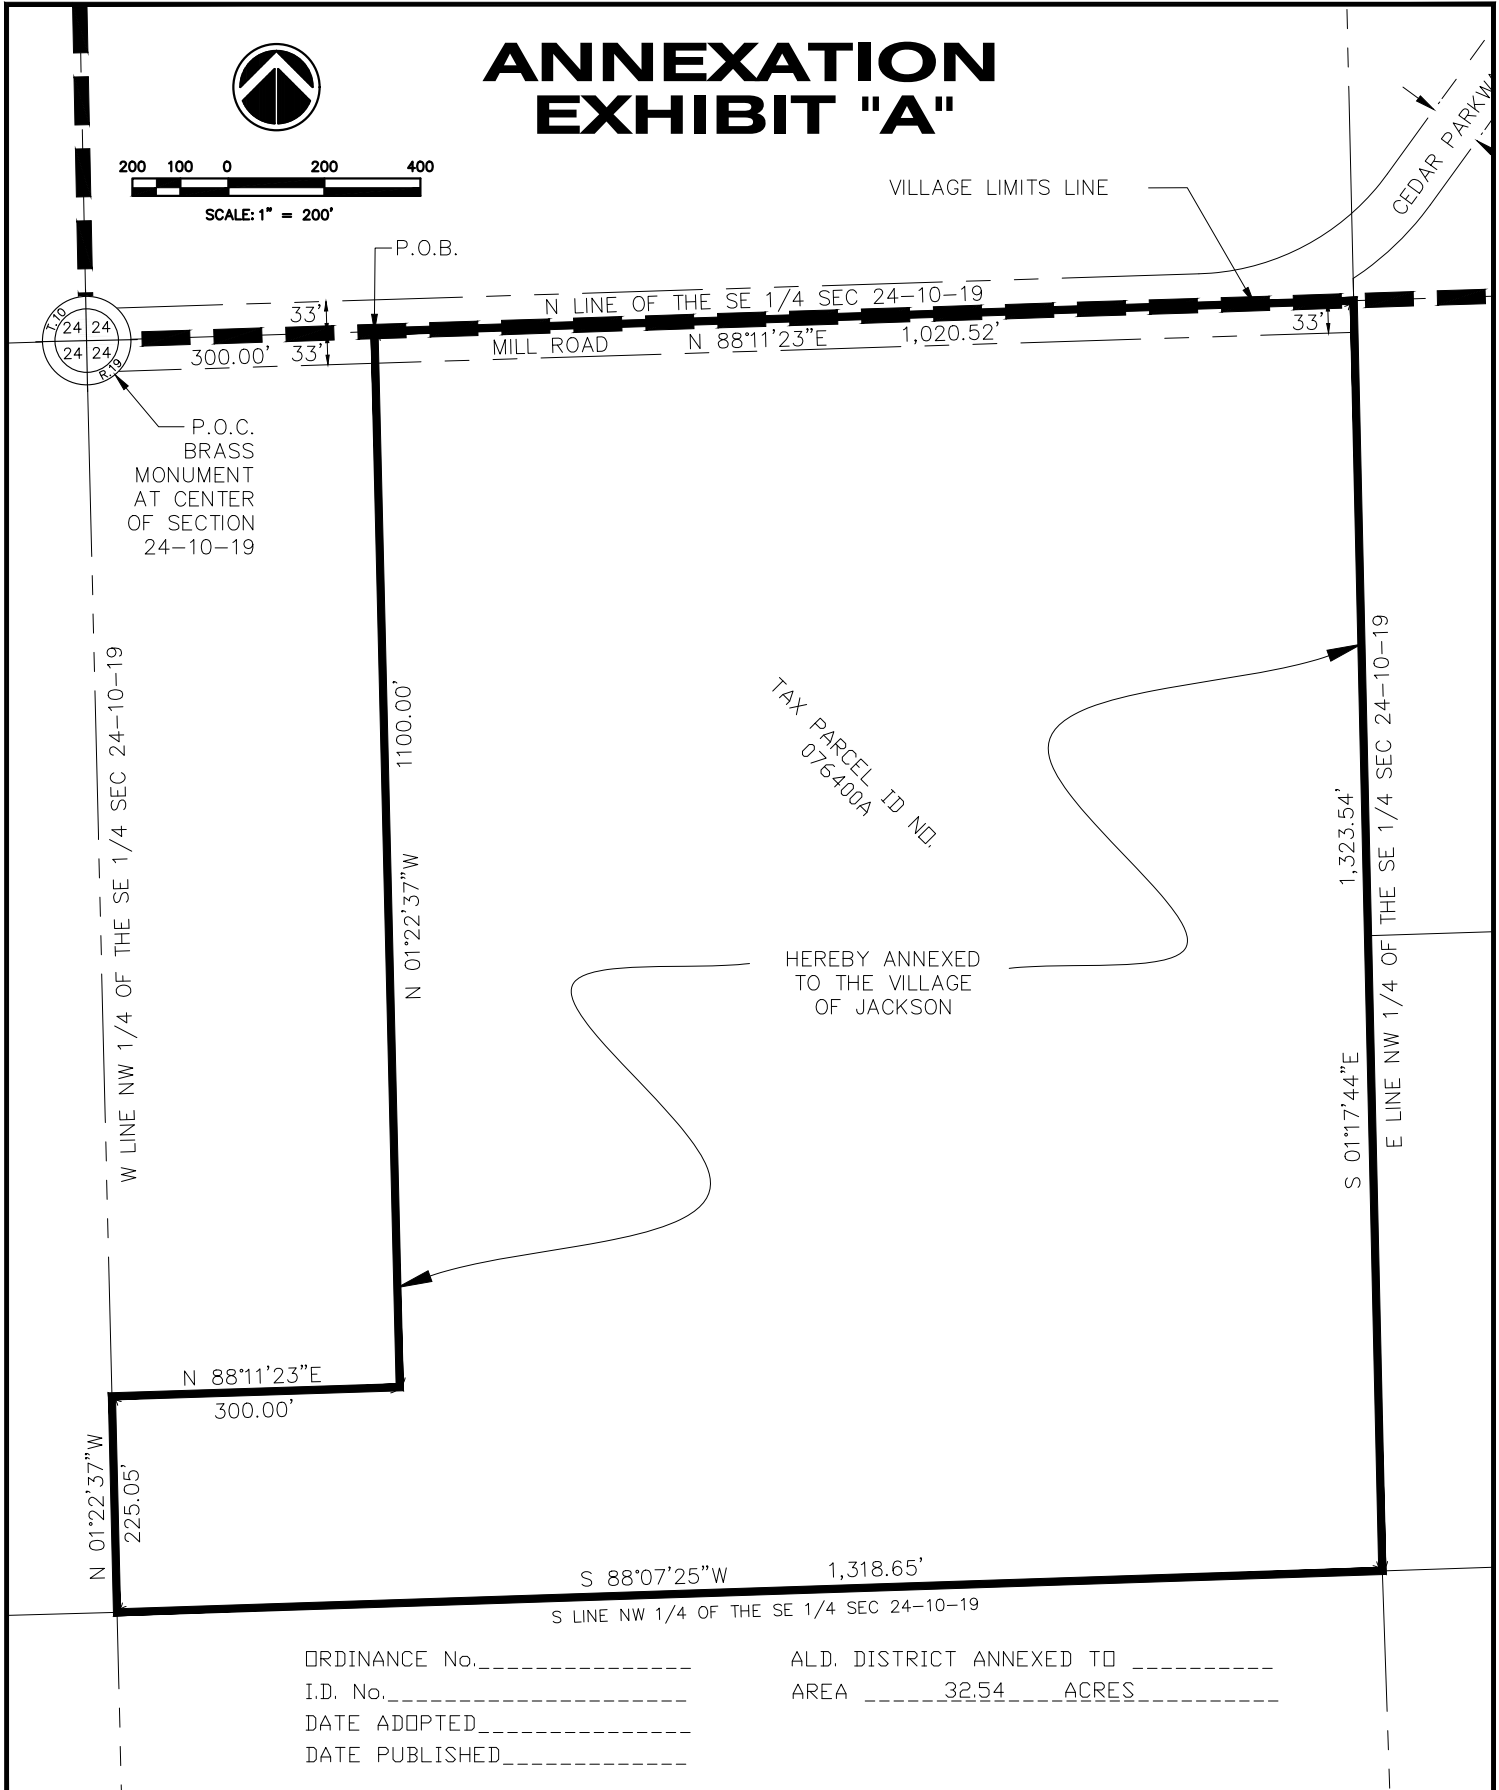 ANNEXATION
EXHIBIT "A"
200 100 0 200 400
SCALE: 1" = 200'
VILLAGE LIMITS LINE
P.O.B.
N LINE OF THE SE 1/4 SEC 24-10-19
33'
33'
300.00'
MILL ROAD N 88°11'23"E 1,020.52'
33'
T.10
24 24
24 24
R.19
P.O.C.
BRASS
MONUMENT
AT CENTER
OF SECTION
24-10-19
CEDAR
W LINE NW 1/4 OF THE SE 1/4 SEC 24-10-19
N 01°22'37"W 1100.00'
TAX PARCEL ID NO.
076400A
HEREBY ANNEXED
TO THE VILLAGE
OF JACKSON
S 01°17'44"E 1,323.54'
E LINE NW 1/4 OF THE SE 1/4 SEC 24-10-19
N 88°11'23"E
300.00'
N 01°22'37"W
225.05'
S 88°07'25"W 1,318.65'
S LINE NW 1/4 OF THE SE 1/4 SEC 24-10-19
ORDINANCE No._______________
I.D. No._____________________
DATE ADOPTED_______________
DATE PUBLISHED_____________
ALD. DISTRICT ANNEXED TO __________
AREA ______32.54____ACRES__________